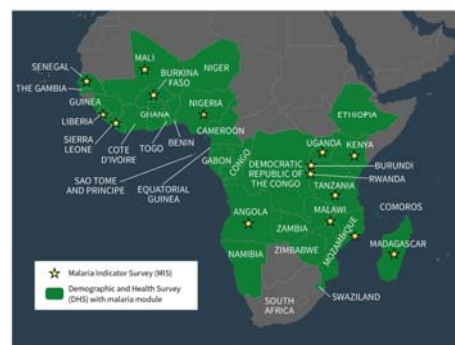 MALI
NIGER
SENEGAL
BURKINA
FASO
THE GAMBIA
GUINEA
NIGERIA
GHANA
ETHIOPIA
LIBERIA
CAMEROON
SIERRA
LEONE
COTE
D'IVOIRE
TOGO
BENIN
UGANDA
KENYA
CONGO
GABON
DEMOCRATIC
REPUBLIC OF
THE CONGO
BURUNDI
RWANDA
SAO TOME
AND PRINCIPE
EQUATORIAL
GUINEA
TANZANIA
COMOROS
ANGOLA
MALAWI
ZAMBIA
MOZAMBIQUE
MADAGASCAR
NAMIBIA
ZIMBABWE
SWAZILAND
SOUTH
AFRICA
Malaria Indicator Survey (MIS)
Demographic and Health Survey
(DHS) with malaria module